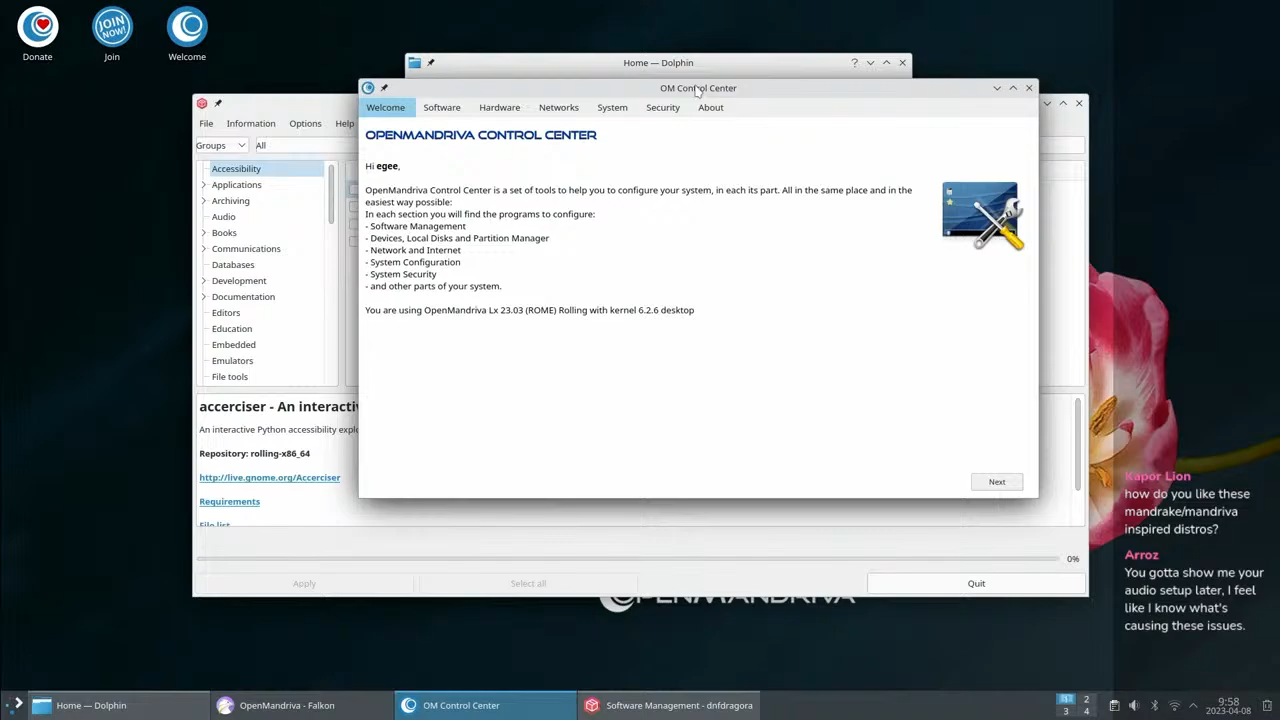 Donate
Join
Welcome
JOIN NOW!
Home — Dolphin
OM Control Center
Welcome
Software
Hardware
Networks
System
Security
About
OPENMANDRIVA CONTROL CENTER
Hi egee,
OpenMandriva Control Center is a set of tools to help you to configure your system, in each its part. All in the same place and in the
easiest way possible:
In each section you will find the programs to configure:
- Software Management
- Devices, Local Disks and Partition Manager
- Network and Internet
- System Configuration
- System Security
- and other parts of your system.
You are using OpenMandriva Lx 23.03 (ROME) Rolling with kernel 6.2.6 desktop
Next
File
Information
Options
Help
Groups
All
Accessibility
Applications
Archiving
Audio
Books
Communications
Databases
Development
Documentation
Editors
Education
Embedded
Emulators
File tools
accerciser - An interactiv
An interactive Python accessibility explo
Repository: rolling-x86_64
http://live.gnome.org/Accerciser
Requirements
File list
0%
Apply
Select all
Quit
OPENMANDRIVA
Kapor Lion
how do you like these
mandrake/mandriva
inspired distros?
Arroz
You gotta show me your
audio setup later, I feel
like I know what's
causing these issues.
Home — Dolphin
OpenMandriva - Falkon
OM Control Center
Software Management - dnfdragora
2
3
4
9:58
2023-04-08